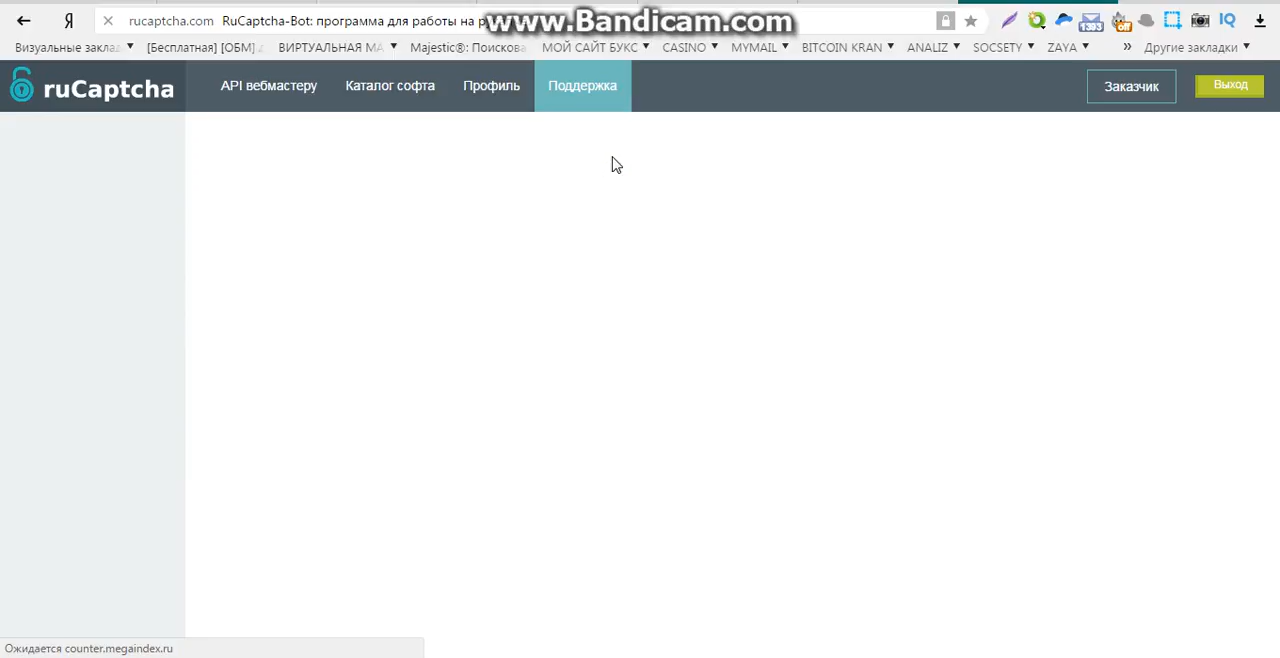 rucaptcha.com RuCaptcha-Bot: программа для работы на р
www.Bandicam.com
Визуальные заклад [Бесплатная] [ОБМ] ВИРТУАЛЬНАЯ МА Majestic®: Поискова МОЙ САЙТ БУКС CASINO MYMAIL BITCOIN KRAN ANALIZ SOCSETY ZAYA » Другие закладки
ruCaptcha API вебмастеру Каталог софта Профиль Поддержка Заказчик Выход
Ожидается counter.megaindex.ru